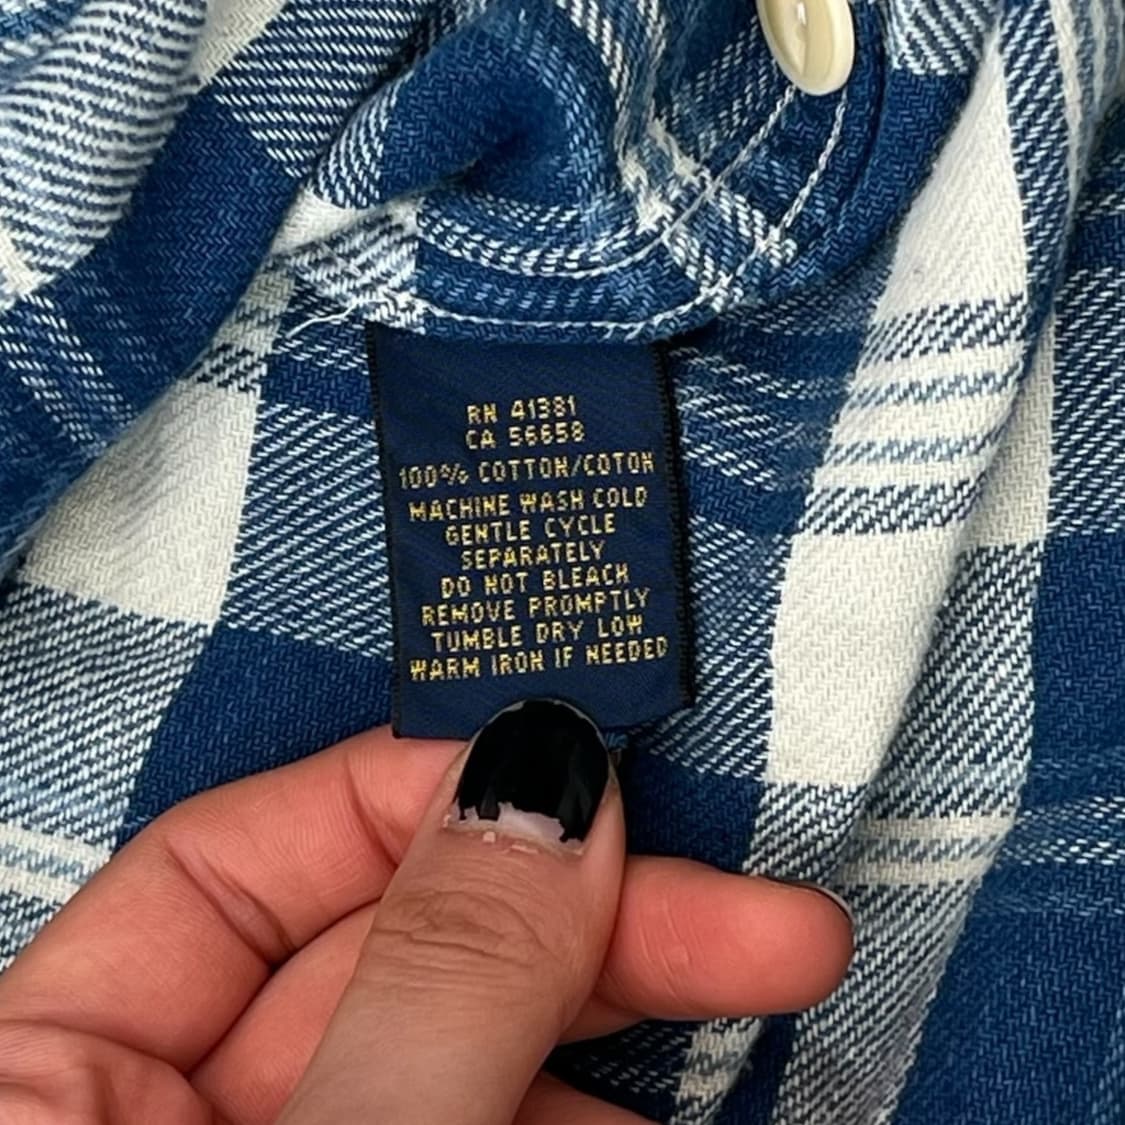 RN 41381
CA 56658
100% COTTON/COTON
MACHINE WASH COLD
GENTLE CYCLE
SEPARATELY
DO NOT BLEACH
REMOVE PROMPTLY
TUMBLE DRY LOW
WARM IRON IF NEEDED